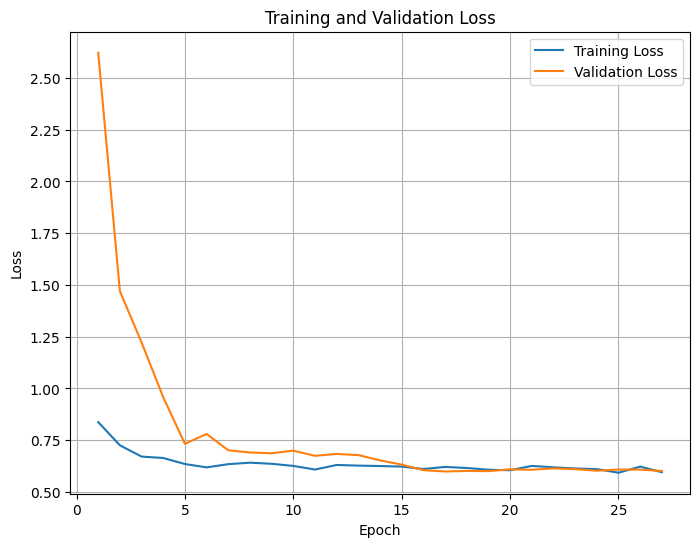 Training and Validation Loss
Training Loss
Validation Loss
2.50
2.25
2.00
1.75
1.50
1.25
1.00
0.75
0.50
Loss
0 5 10 15 20 25
Epoch